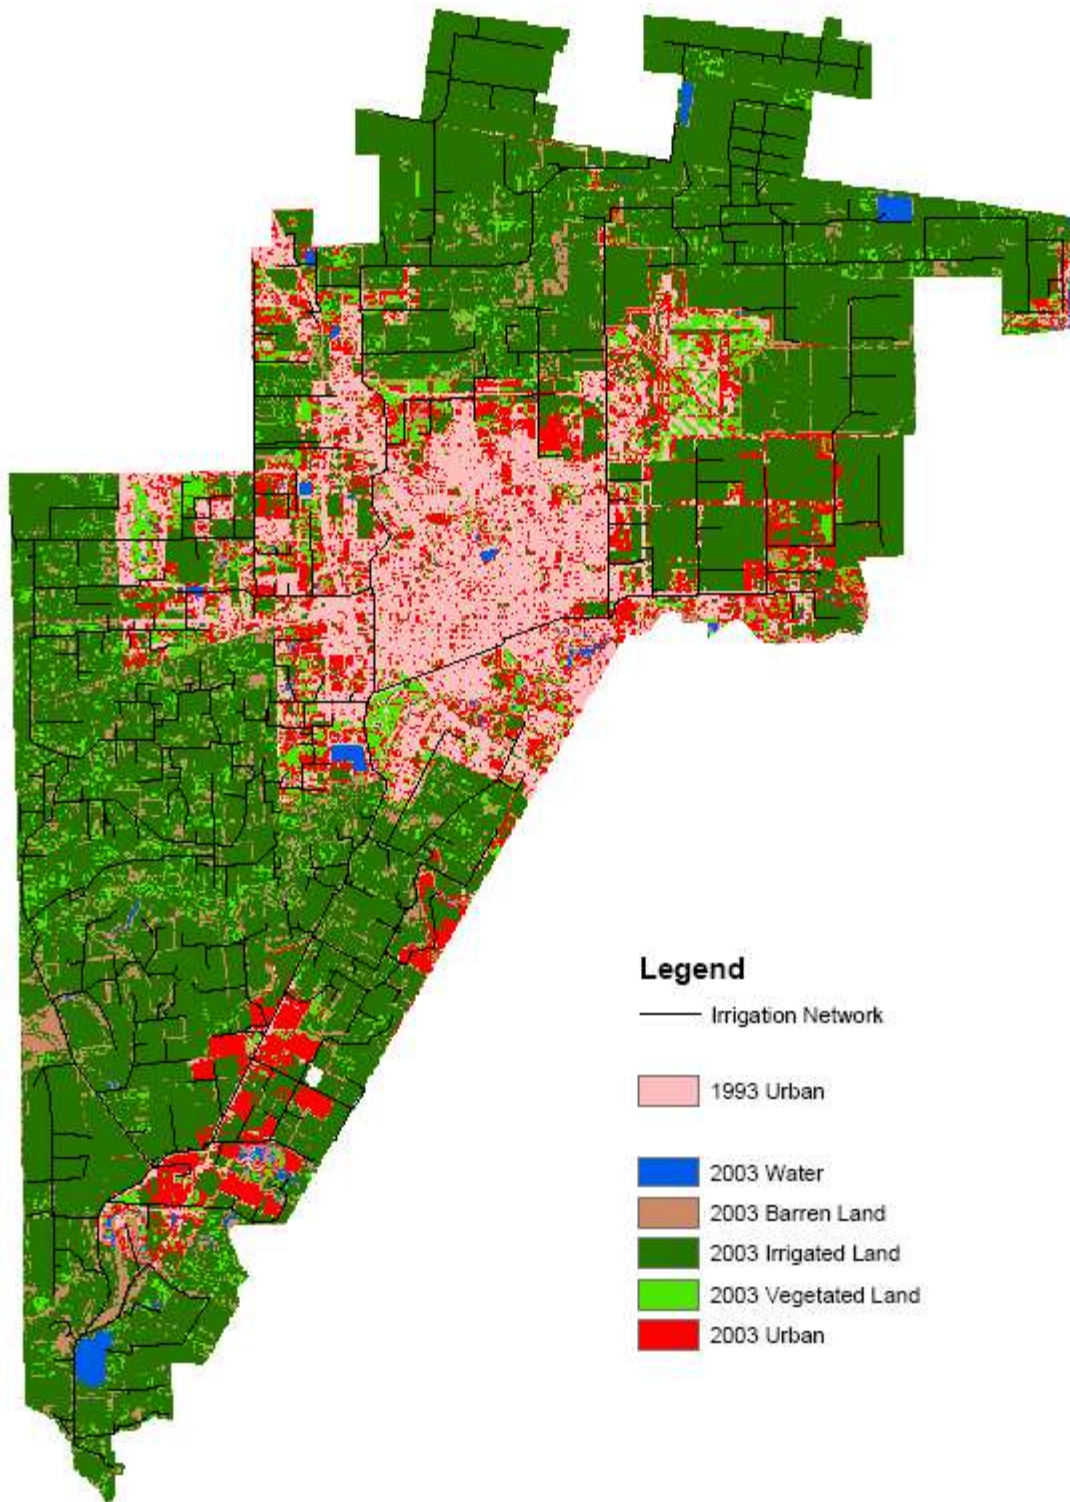 Legend
Irrigation Network
1993 Urban
2003 Water
2003 Barren Land
2003 Irrigated Land
2003 Vegetated Land
2003 Urban